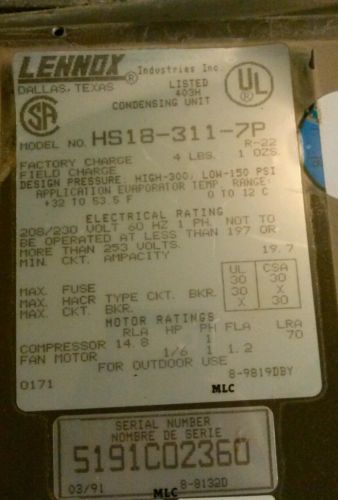 LENNOX® Industries Inc
DALLAS, TEXAS
LISTED
403H
CONDENSING UNIT
UL®
SA®
MODEL NO. HS18-311-7P
R-22
FACTORY CHARGE 4 LBS. 1 OZS.
FIELD CHARGE
DESIGN PRESSURE: HIGH-300; LOW-150 PSI
APPLICATION EVAPORATOR TEMP. RANGE:
+32 TO 53.5 F 0 TO 12 C
ELECTRICAL RATING
208/230 VOLT 60 HZ 1 PH. NOT TO
BE OPERATED AT LESS THAN 197 OR
MORE THAN 253 VOLTS.
MIN. CKT. AMPACITY 19.7
UL CSA
MAX. FUSE 30 30
MAX. HACR TYPE CKT. BKR. 30 X
MAX. CKT. BKR. X 30
MOTOR RATINGS
RLA HP PH FLA LRA
COMPRESSOR 14.8 1 70
FAN MOTOR 1/6 1 1.2
FOR OUTDOOR USE
0171 8-9819DBY
MLC
SERIAL NUMBER
NOMBRE DE SERIE
5191C02360
03/91 MLC 8-8132D